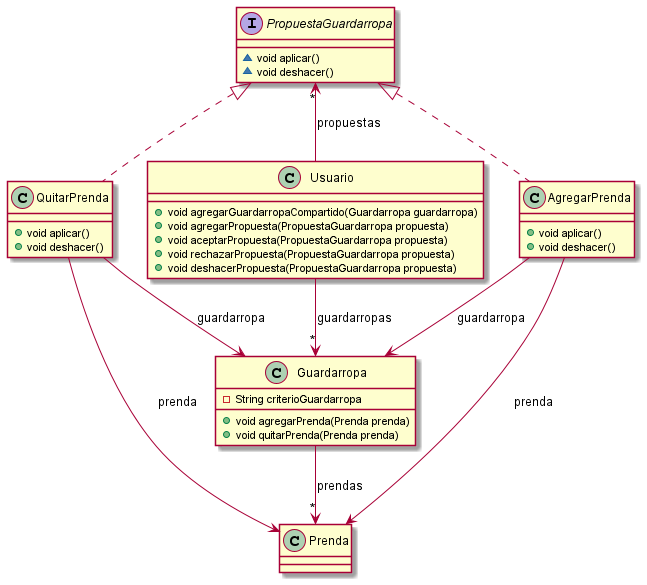 I PropuestaGuardarropa
void aplicar()
void deshacer()
*
propuestas
C QuitarPrenda
void aplicar()
void deshacer()
C Usuario
void agregarGuardarropaCompartido(Guardarropa guardarropa)
void agregarPropuesta(PropuestaGuardarropa propuesta)
void aceptarPropuesta(PropuestaGuardarropa propuesta)
void rechazarPropuesta(PropuestaGuardarropa propuesta)
void deshacerPropuesta(PropuestaGuardarropa propuesta)
C AgregarPrenda
void aplicar()
void deshacer()
guardarropa
guardarropas
guardarropa
*
C Guardarropa
String criterioGuardarropa
void agregarPrenda(Prenda prenda)
void quitarPrenda(Prenda prenda)
prenda
prenda
prendas
*
C Prenda